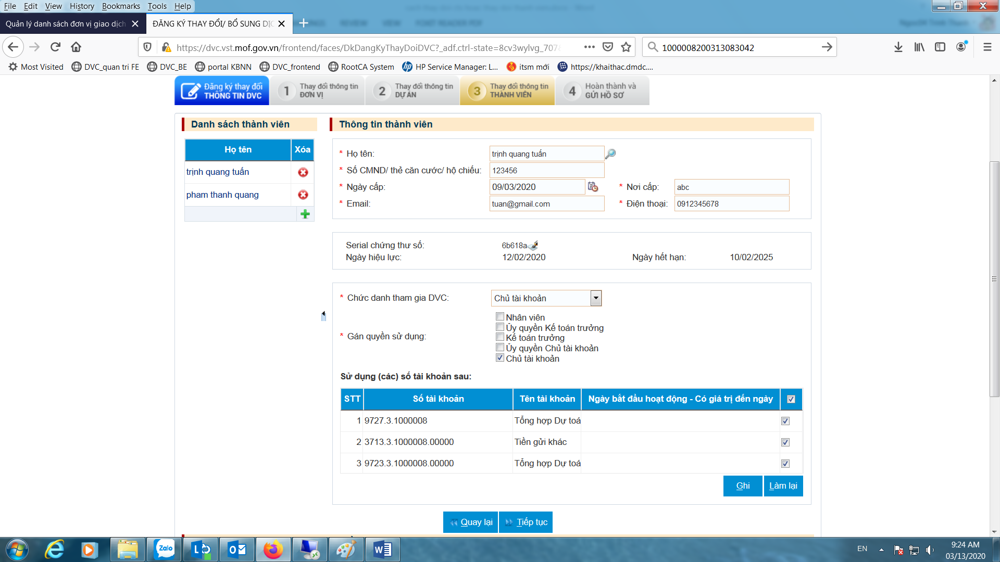 File Edit View History Bookmarks Tools Help
Quản lý danh sách đơn vị giao dịch
ĐĂNG KÝ THAY ĐỔI/ BỔ SUNG DỊC
https://dvc.vst.mof.gov.vn/frontend/faces/DkDangKyThayDoiDVC?_adf.ctrl-state=8cv3wylvg_707
1000008200313083042
Most Visited DVC_quan tri FE DVC_BE portal KBNN DVC_frontend RootCA System HP Service Manager: L... itsm mới https://khaithac.dmdc....
Đăng ký thay đổi
THÔNG TIN DVC
1 Thay đổi thông tin
ĐƠN VỊ
2 Thay đổi thông tin
DỰ ÁN
3 Thay đổi thông tin
THÀNH VIÊN
4 Hoàn thành và
GỬI HỒ SƠ
Danh sách thành viên
Họ tên Xóa
trịnh quang tuấn
pham thanh quang
Thông tin thành viên
* Họ tên: trịnh quang tuấn
* Số CMND/ thẻ căn cước/ hộ chiếu: 123456
* Ngày cấp: 09/03/2020 * Nơi cấp: abc
* Email: tuan@gmail.com * Điện thoại: 0912345678
Serial chứng thư số: 6b618a
Ngày hiệu lực: 12/02/2020 Ngày hết hạn: 10/02/2025
* Chức danh tham gia DVC: Chủ tài khoản
* Gán quyền sử dụng:
Nhân viên
Ủy quyền Kế toán trưởng
Kế toán trưởng
Ủy quyền Chủ tài khoản
Chủ tài khoản
Sử dụng (các) số tài khoản sau:
STT Số tài khoản Tên tài khoản Ngày bắt đầu hoạt động - Có giá trị đến ngày
1 9727.3.1000008 Tổng hợp Dự toá
2 3713.3.1000008.00000 Tiền gửi khác
3 9723.3.1000008.00000 Tổng hợp Dự toá
Ghi Làm lại
Quay lại Tiếp tục
Zalo
EN
9:24 AM
03/13/2020